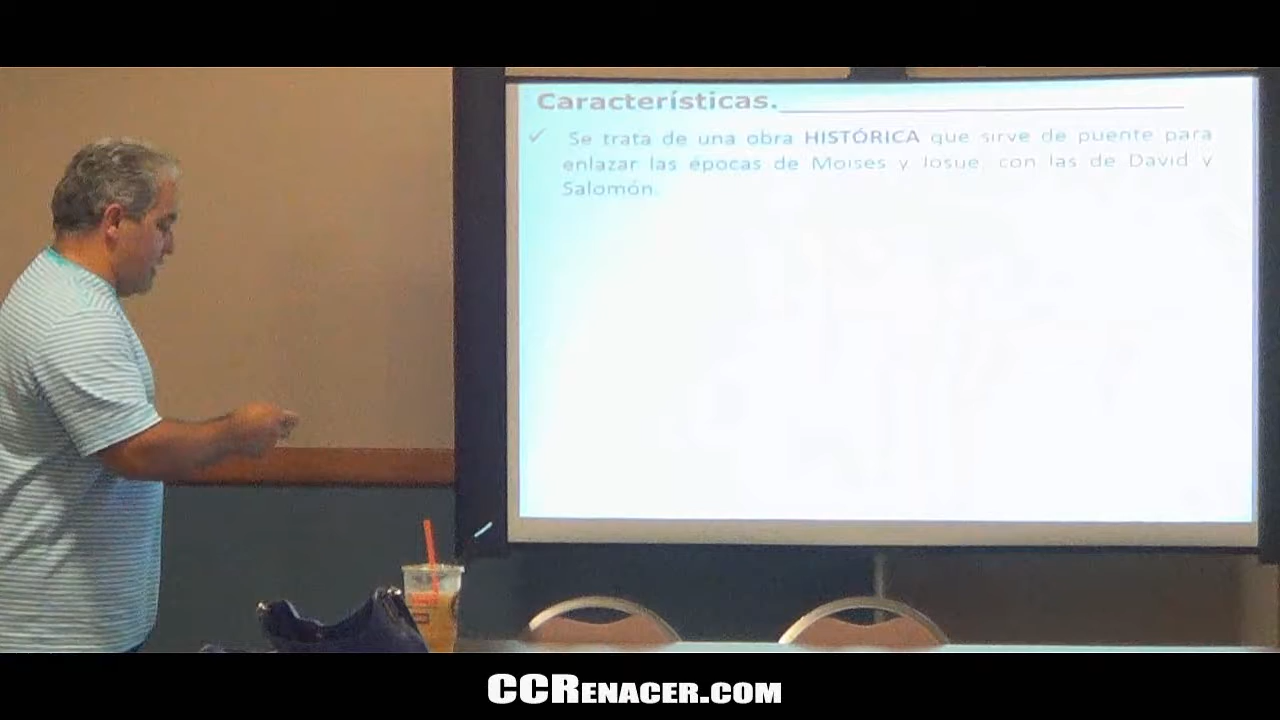 Características.
✓ Se trata de una obra HISTÓRICA que sirve de puente para
enlazar las épocas de Moises y Josue, con las de David y
Salomón.
CCRENACER.COM